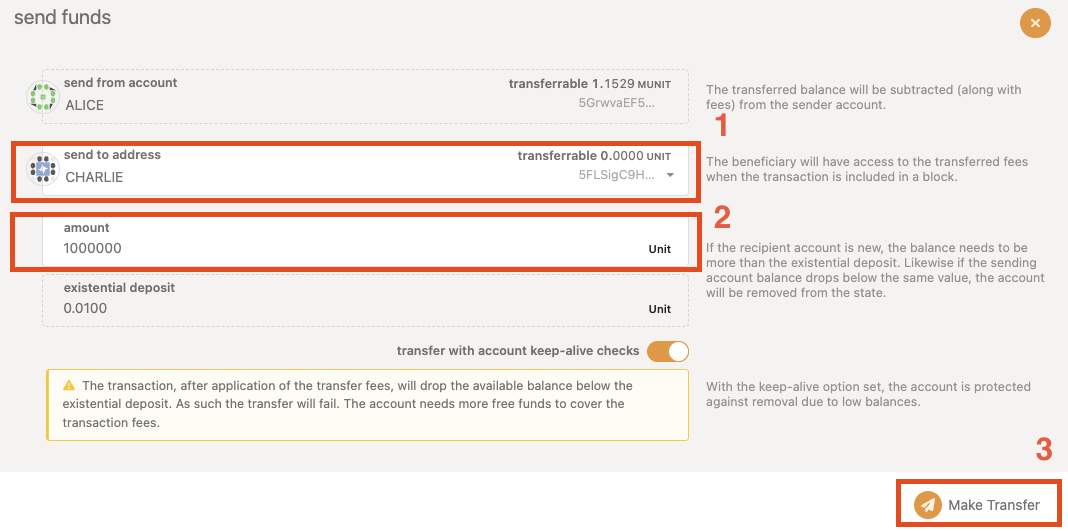 send funds
send from account
transferrable 1.1529 MUNIT
ALICE
5GrwvaEF5...
The transferred balance will be subtracted (along with
fees) from the sender account.
1
send to address
transferrable 0.0000 UNIT
CHARLIE
5FLSigC9H...
The beneficiary will have access to the transferred fees
when the transaction is included in a block.
2
amount
1000000
Unit
If the recipient account is new, the balance needs to be
more than the existential deposit. Likewise if the sending
account balance drops below the same value, the account
will be removed from the state.
existential deposit
0.0100
Unit
transfer with account keep-alive checks
The transaction, after application of the transfer fees, will drop the available balance below the
existential deposit. As such the transfer will fail. The account needs more free funds to cover the
transaction fees.
With the keep-alive option set, the account is protected
against removal due to low balances.
3
Make Transfer